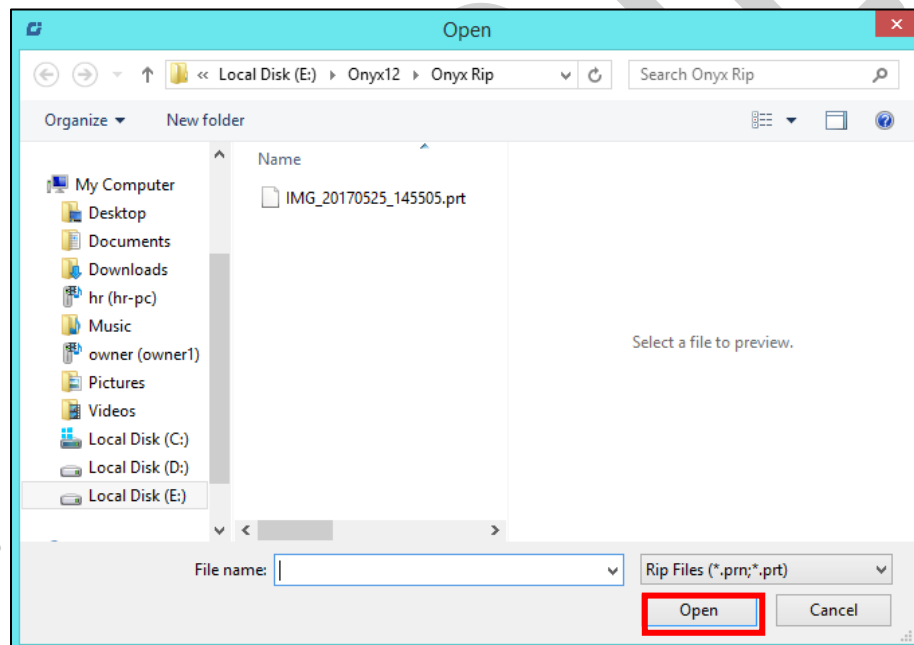 Open
« Local Disk (E:) Onyx12 Onyx Rip Search Onyx Rip
Organize New folder
Name
IMG_20170525_145505.prt
My Computer
Desktop
Documents
Downloads
hr (hr-pc)
Music
owner (owner1)
Pictures
Videos
Local Disk (C:)
Local Disk (D:)
Local Disk (E:)
Select a file to preview.
File name: Rip Files (*.prn;*.prt)
Open Cancel